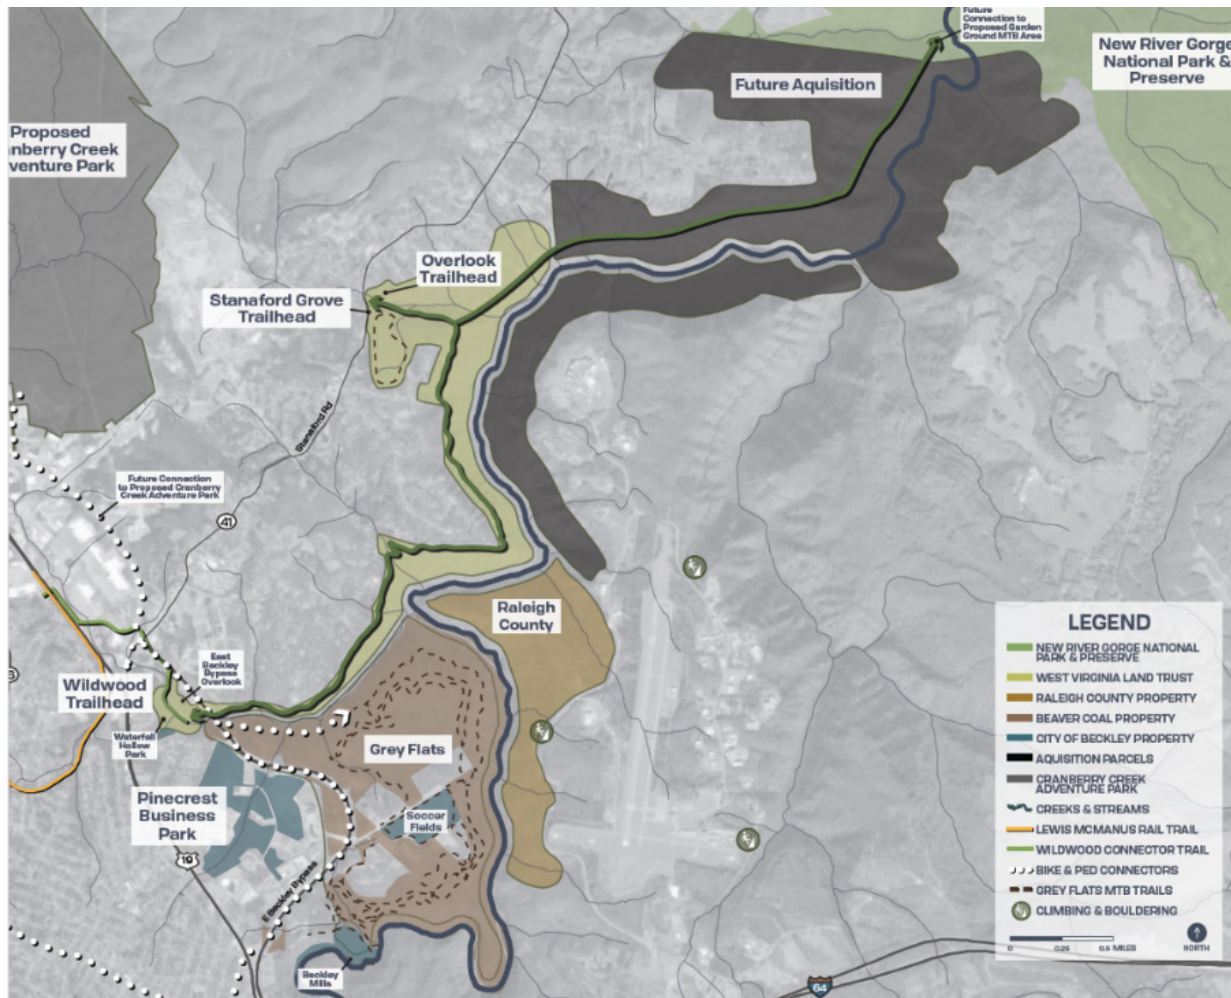 Future
Connection to
Proposed Garden
Ground MTB Area
New River Gorge
National Park &
Preserve
Future Aquisition
Proposed
anberry Creek
venture Park
Overlook
Trailhead
Stanaford Grove
Trailhead
Stanaford Rd
Future Connection
to Proposed Cranberry
Creek Adventure Park
41
Raleigh
County
East
Beckley
Bypass
Overlook
Wildwood
Trailhead
Waterfall
Hollow
Park
Grey Flats
Pinecrest
Business
Park
Soccer
Fields
19
E Beckley Bypass
Beckley
Mills
64
LEGEND
NEW RIVER GORGE NATIONAL
PARK & PRESERVE
WEST VIRGINIA LAND TRUST
RALEIGH COUNTY PROPERTY
BEAVER COAL PROPERTY
CITY OF BECKLEY PROPERTY
AQUISITION PARCELS
CRANBERRY CREEK
ADVENTURE PARK
CREEKS & STREAMS
LEWIS MCMANUS RAIL TRAIL
WILDWOOD CONNECTOR TRAIL
BIKE & PED CONNECTORS
GREY FLATS MTB TRAILS
CLIMBING & BOULDERING
0 0.25 0.5 MILES
NORTH